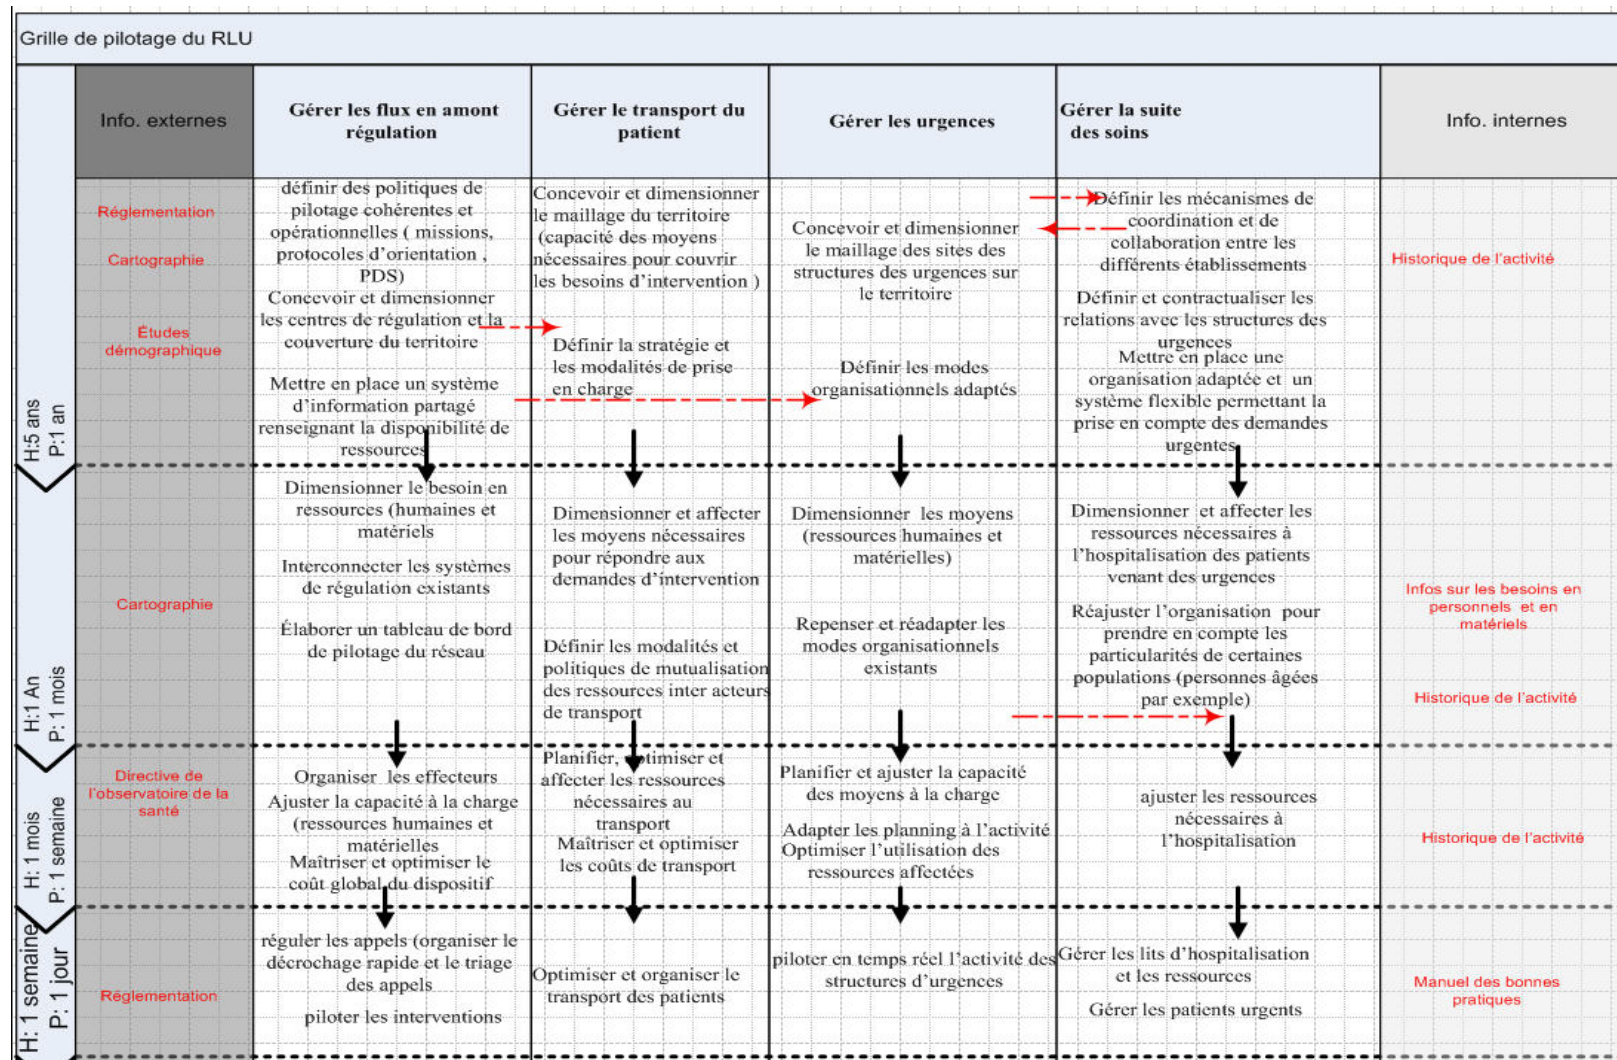 Grille de pilotage du RLU
Info. externes
Gérer les flux en amont
régulation
Gérer le transport du
patient
Gérer les urgences
Gérer la suite
des soins
Info. internes
H:5 ans
P:1 an
Réglementation
Cartographie
Études
démographique
définir des politiques de
pilotage cohérentes et
opérationnelles ( missions,
protocoles d'orientation ,
PDS)
Concevoir et dimensionner
les centres de régulation et la
couverture du territoire
Mettre en place un système
d'information partagé
renseignant la disponibilité de
ressources
Concevoir et dimensionner
le maillage du territoire
(capacité des moyens
nécessaires pour couvrir
les besoins d'intervention )
Définir la stratégie et
les modalités de prise
en charge
Concevoir et dimensionner
le maillage des sites des
structures des urgences sur
le territoire
Définir les modes
organisationnels adaptés
Définir les mécanismes de
coordination et de
collaboration entre les
différents établissements
Définir et contractualiser les
relations avec les structures des
urgences
Mettre en place une
organisation adaptée et un
système flexible permettant la
prise en compte des demandes
urgentes
Historique de l'activité
H:1 An
P: 1 mois
Cartographie
Dimensionner le besoin en
ressources (humaines et
matériels
Interconnecter les systèmes
de régulation existants
Élaborer un tableau de bord
de pilotage du réseau
Dimensionner et affecter
les moyens nécessaires
pour répondre aux
demandes d'intervention
Définir les modalités et
politiques de mutualisation
des ressources inter acteurs
de transport
Dimensionner les moyens
(ressources humaines et
matérielles)
Repenser et réadapter les
modes organisationnels
existants
Dimensionner et affecter les
ressources nécessaires à
l'hospitalisation des patients
venant des urgences
Réajuster l'organisation pour
prendre en compte les
particularités de certaines
populations (personnes âgées
par exemple)
Infos sur les besoins en
personnels et en
matériels
Historique de l'activité
H: 1 mois
P: 1 semaine
Directive de
l'observatoire de la
santé
Organiser les effecteurs
Ajuster la capacité à la charge
(ressources humaines et
matérielles
Maîtriser et optimiser le
coût global du dispositif
Planifier, optimiser et
affecter les ressources
nécessaires au
transport
Maîtriser et optimiser
les coûts de transport
Planifier et ajuster la capacité
des moyens à la charge
Adapter les planning à l'activité
Optimiser l'utilisation des
ressources affectées
ajuster les ressources
nécessaires à
l'hospitalisation
Historique de l'activité
H: 1 semaine
P: 1 jour
Réglementation
réguler les appels (organiser le
décrochage rapide et le triage
des appels
piloter les interventions
Optimiser et organiser le
transport des patients
piloter en temps réel l'activité des
structures d'urgences
Gérer les lits d'hospitalisation
et les ressources
Gérer les patients urgents
Manuel des bonnes
pratiques